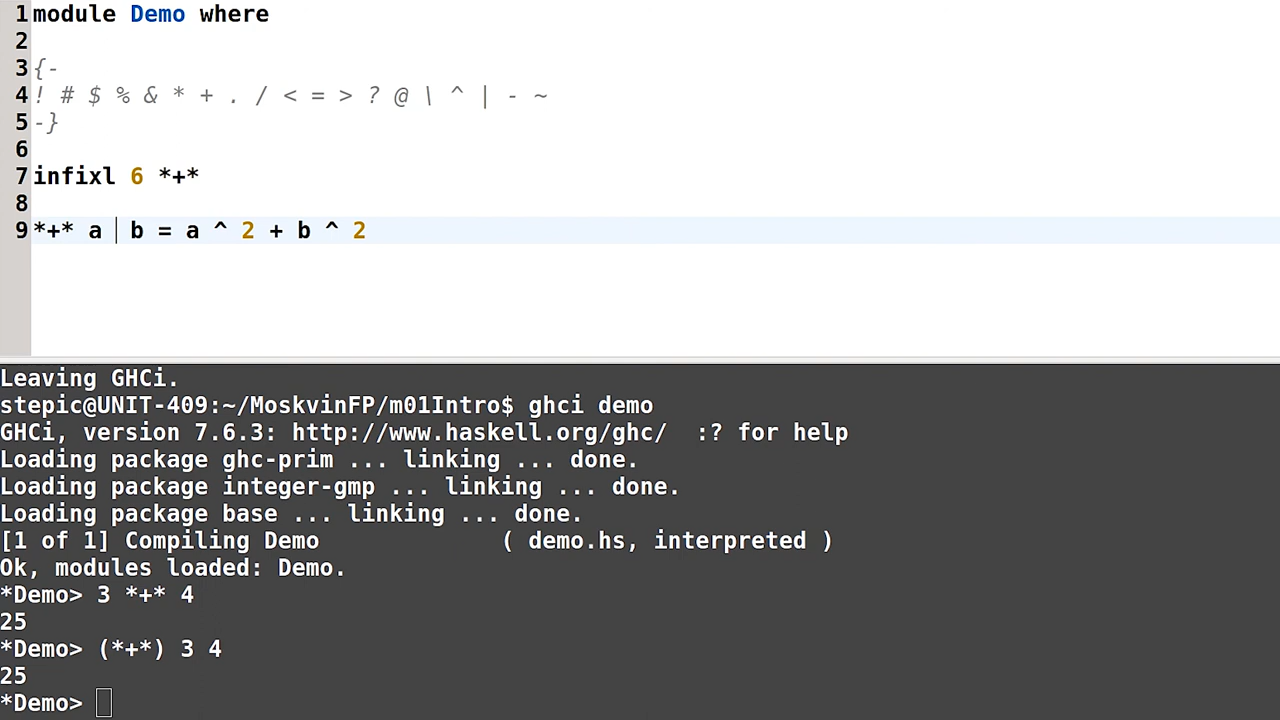 1 module Demo where
2
3 {-
4 ! # $ % & * + . / < = > ? @ \ ^ | - ~
5 -}
6
7 infixl 6 *+*
8
9 *+* a b = a ^ 2 + b ^ 2
Leaving GHCi.
stepic@UNIT-409:~/MoskvinFP/m01Intro$ ghci demo
GHCi, version 7.6.3: http://www.haskell.org/ghc/  :? for help
Loading package ghc-prim ... linking ... done.
Loading package integer-gmp ... linking ... done.
Loading package base ... linking ... done.
[1 of 1] Compiling Demo             ( demo.hs, interpreted )
Ok, modules loaded: Demo.
*Demo> 3 *+* 4
25
*Demo> (*+*) 3 4
25
*Demo>